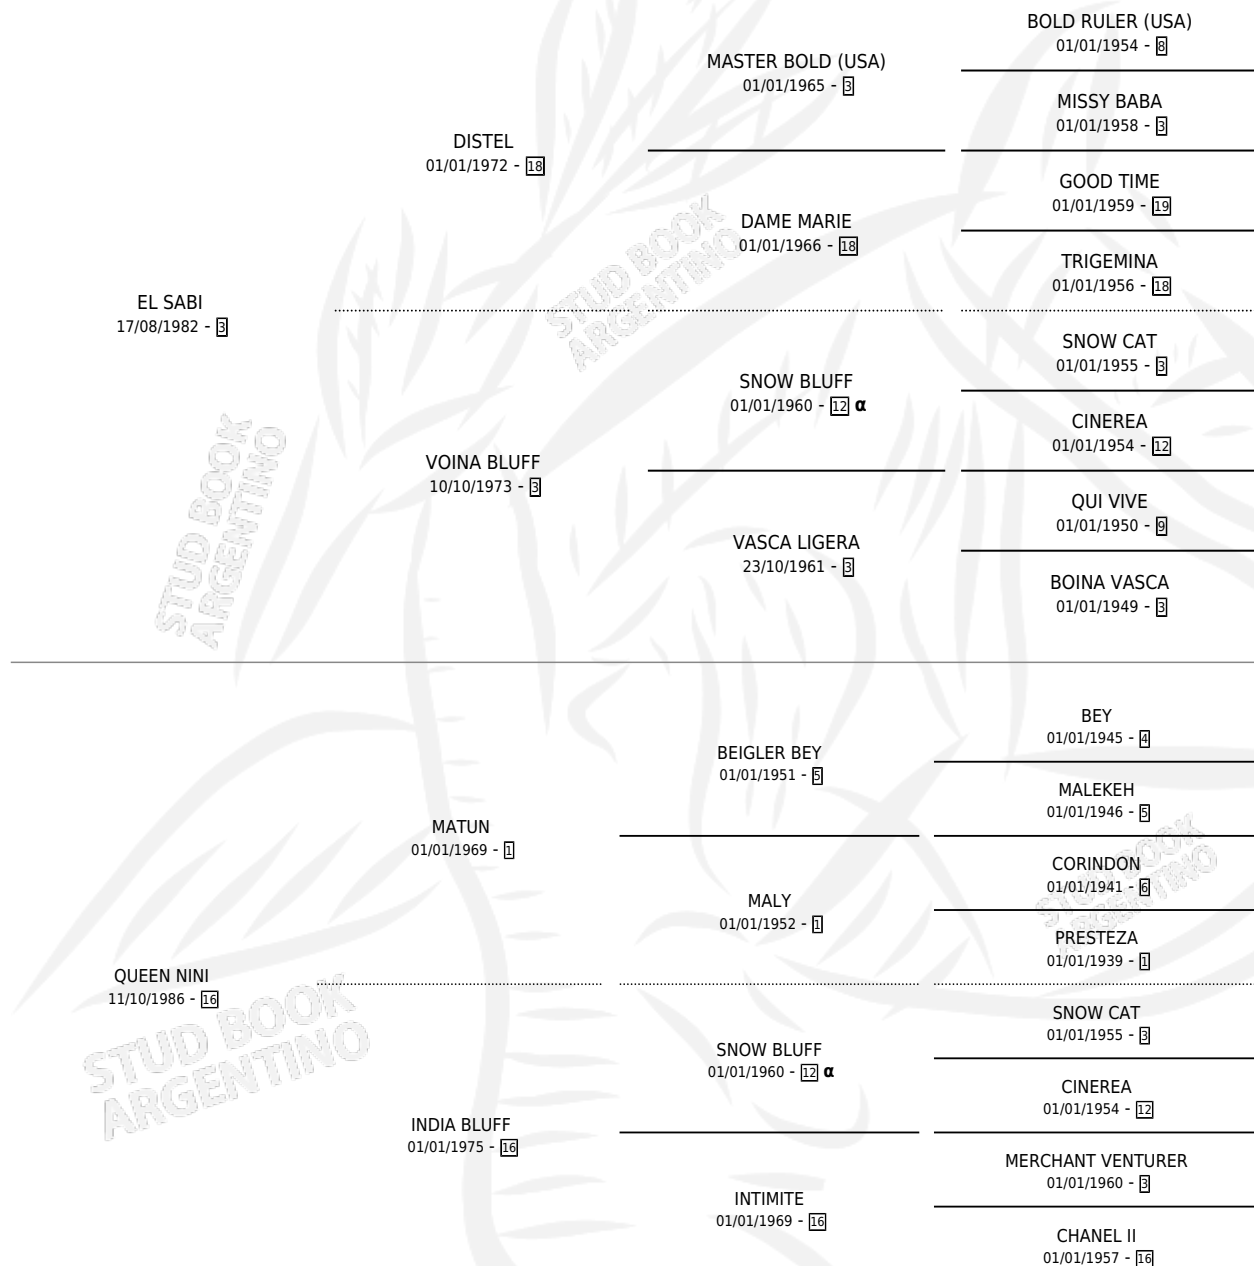 BOLD RULER (USA)
01/01/1954 - 8
MASTER BOLD (USA)
01/01/1965 - 3
MISSY BABA
01/01/1958 - 3
DISTEL
01/01/1972 - 18
GOOD TIME
01/01/1959 - 19
DAME MARIE
01/01/1966 - 18
TRIGEMINA
01/01/1956 - 18
EL SABI
17/08/1982 - 3
SNOW CAT
01/01/1955 - 3
SNOW BLUFF
01/01/1960 - 12 α
CINEREA
01/01/1954 - 12
VOINA BLUFF
10/10/1973 - 3
QUI VIVE
01/01/1950 - 9
VASCA LIGERA
23/10/1961 - 3
BOINA VASCA
01/01/1949 - 3
BEY
01/01/1945 - 4
BEIGLER BEY
01/01/1951 - 5
MALEKEH
01/01/1946 - 5
MATUN
01/01/1969 - 1
CORINDON
01/01/1941 - 6
MALY
01/01/1952 - 1
PRESTEZA
01/01/1939 - 1
QUEEN NINI
11/10/1986 - 16
SNOW CAT
01/01/1955 - 3
SNOW BLUFF
01/01/1960 - 12 α
CINEREA
01/01/1954 - 12
INDIA BLUFF
01/01/1975 - 16
MERCHANT VENTURER
01/01/1960 - 3
INTIMITE
01/01/1969 - 16
CHANEL II
01/01/1957 - 16
STUD BOOK
ARGENTINO
STUD BOOK
ARGENTINO
STUD BOOK
ARGENTINO
STUD BOOK
ARGENTINO